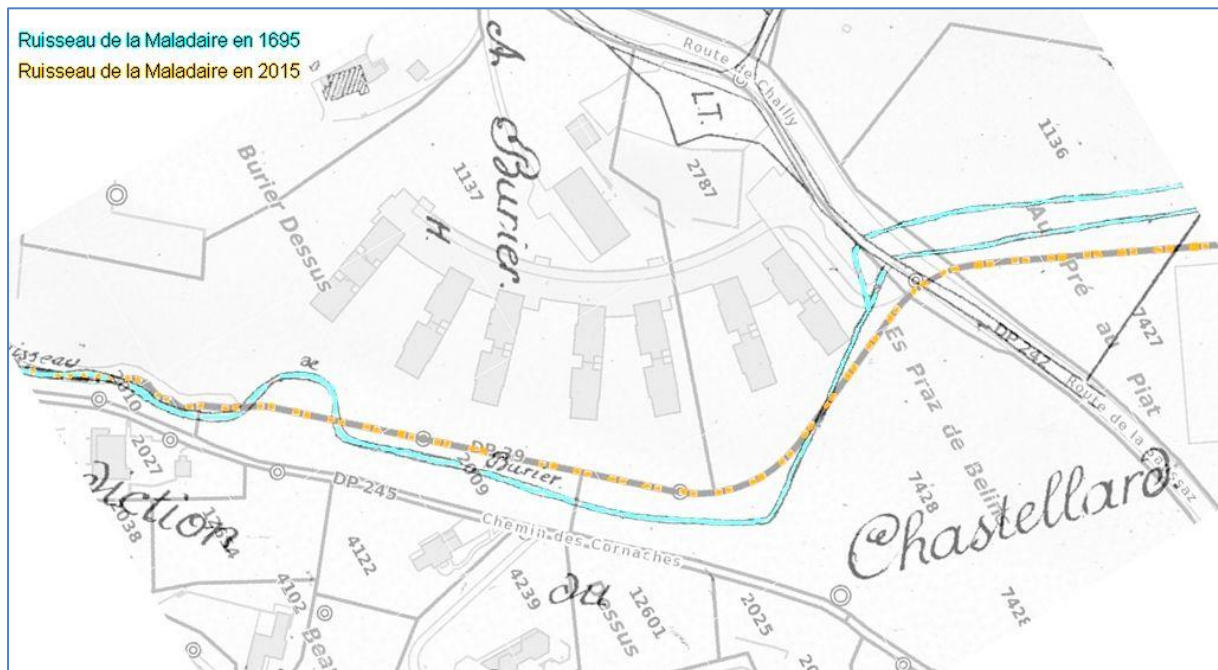 Ruisseau de la Maladaire en 1695
Ruisseau de la Maladaire en 2015
A
Burier.
H.
L.T.
Route de Chailly
1136
Burier Dessus
1137
2787
Au Pré au Piat
7427
DP 242
Route de la
Es Praz de Belin
Chastellard
7428
2010
2027
DP 39
2009
Burier
DP 245
Chemin des Cornaches
2038
4122
4102
4239
du
12601
2025